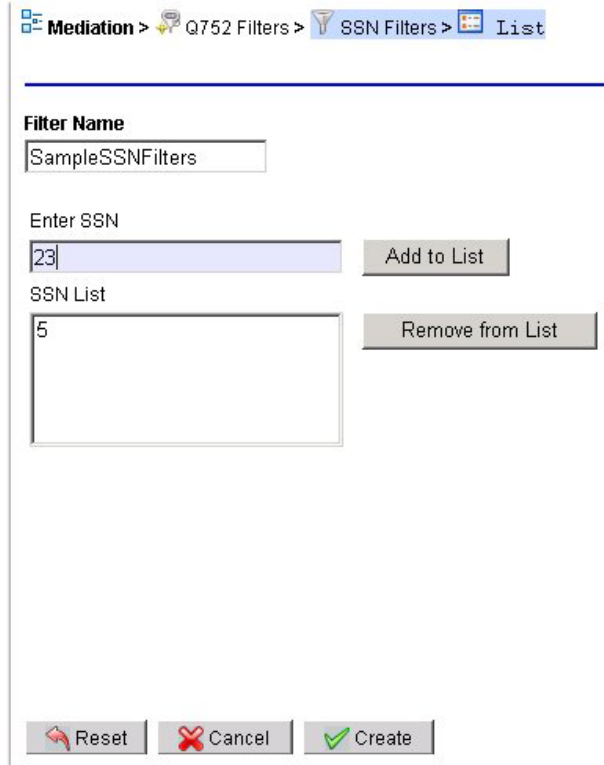 Mediation > Q752 Filters > SSN Filters > List
Filter Name
SampleSSNFilters
Enter SSN
23
Add to List
SSN List
5
Remove from List
Reset Cancel Create